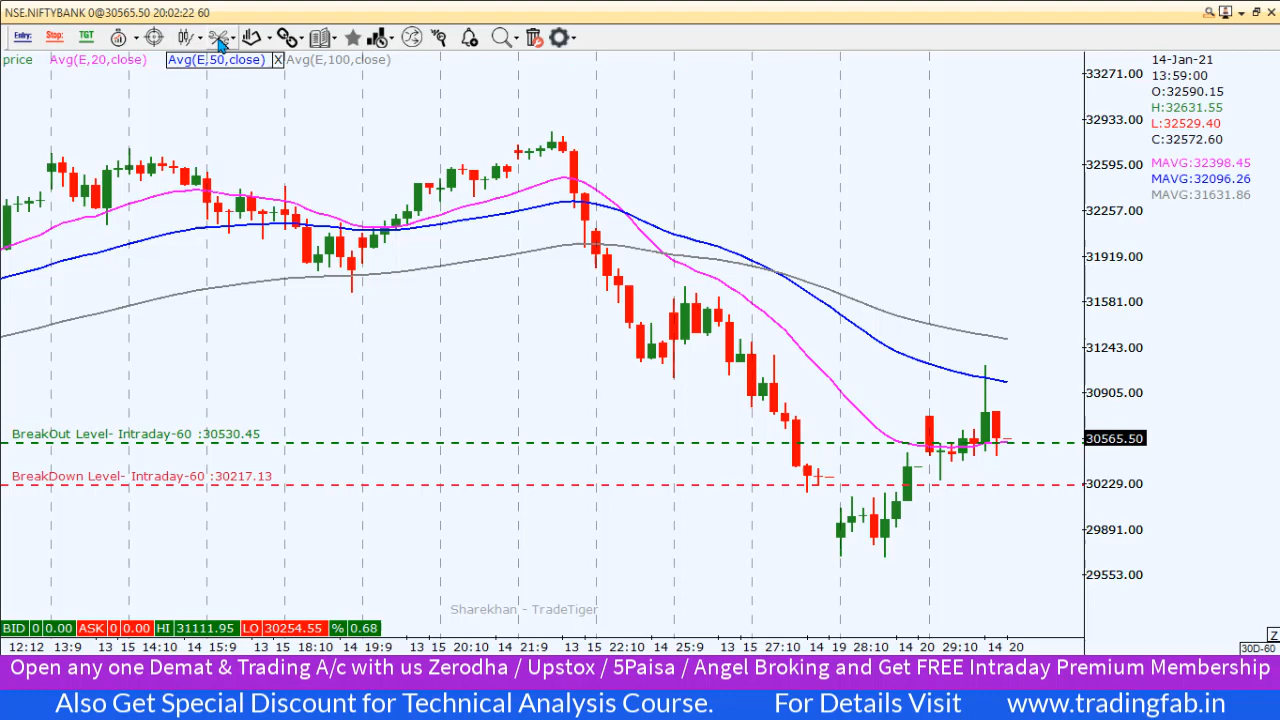 NSE.NIFTYBANK 0@30565.50 20:02:22 60
Entry: Stop: TGT
price Avg(E,20,close) Avg(E,50,close) X Avg(E,100,close)
14-Jan-21
13:59:00
O:32590.15
H:32631.55
L:32529.40
C:32572.60
MAVG:32398.45
MAVG:32096.26
MAVG:31631.86
33271.00
32933.00
32595.00
32257.00
31919.00
31581.00
31243.00
30905.00
30565.50
30229.00
29891.00
29553.00
BreakOut Level- Intraday-60 :30530.45
BreakDown Level- Intraday-60 :30217.13
Sharekhan - TradeTiger
BID 0 0.00 ASK 0 0.00 HI 31111.95 LO 30254.55 % 0.68
Z
12:12 13:9 13 15 14:10 14 15:9 13 15 18:10 14 19:9 13 15 20:10 14 21:9 13 15 22:10 14 25:9 13 15 27:10 14 19 28:10 14 20 29:10 14 20
30D-60
Open any one Demat & Trading A/c with us Zerodha / Upstox / 5Paisa / Angel Broking and Get FREE Intraday Premium Membership
Also Get Special Discount for Technical Analysis Course. For Details Visit www.tradingfab.in